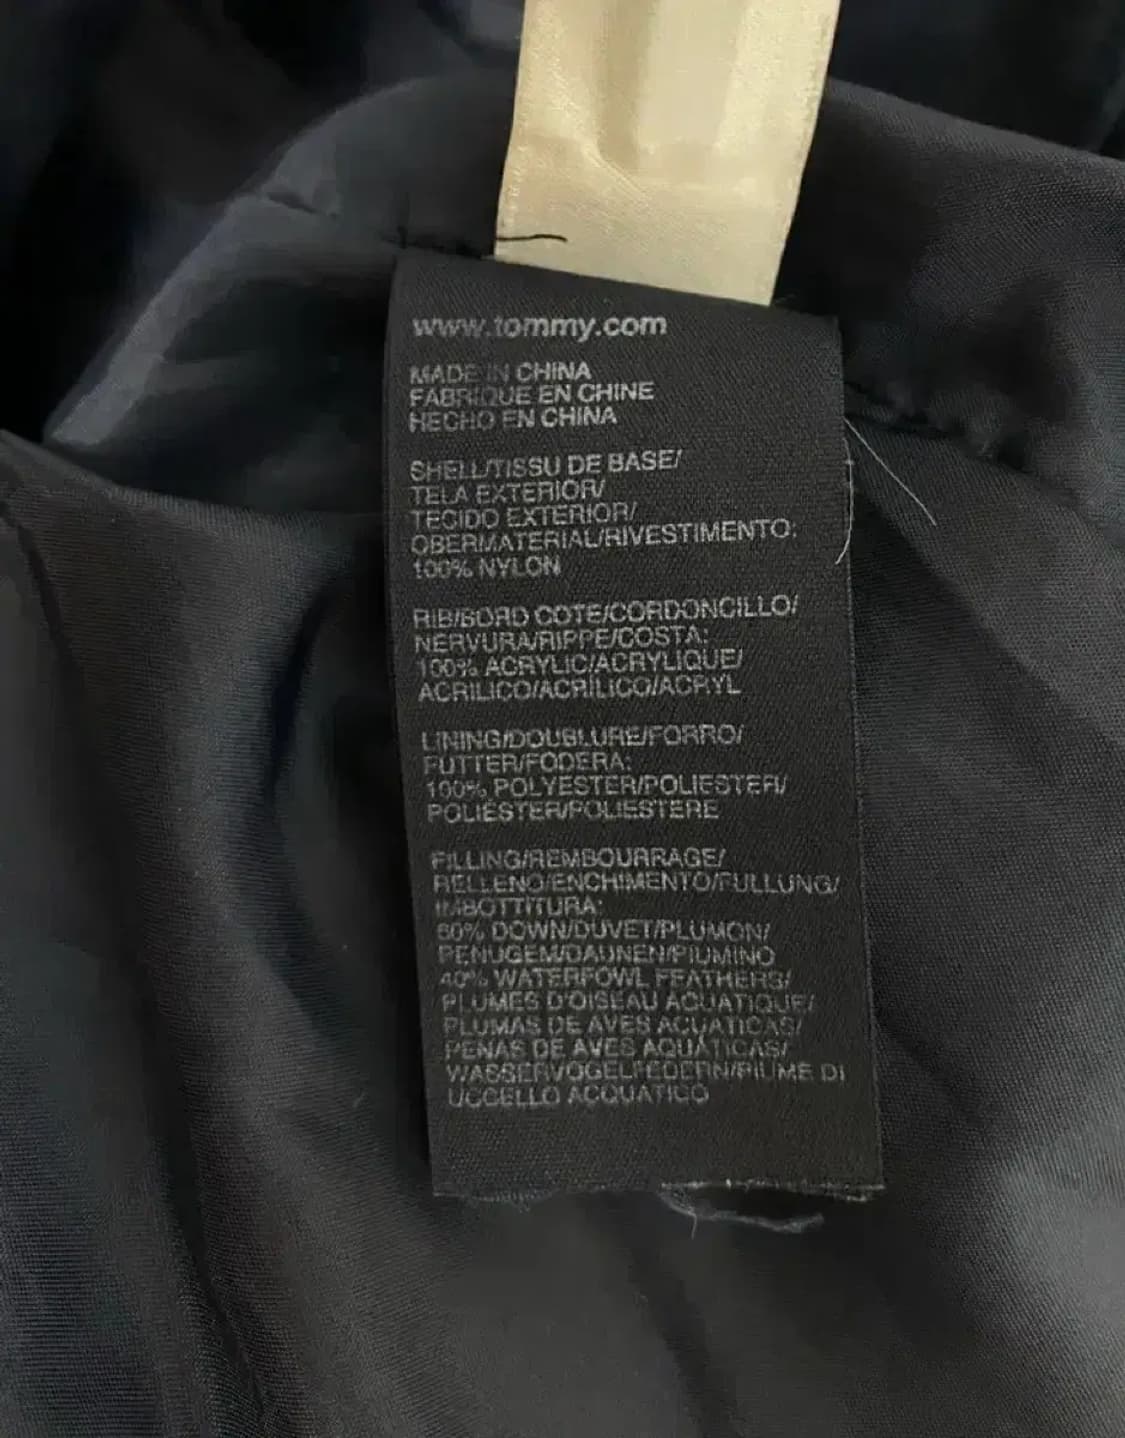 www.tommy.com
MADE IN CHINA
FABRIQUE EN CHINE
HECHO EN CHINA
SHELL/TISSU DE BASE/
TELA EXTERIOR/
TECIDO EXTERIOR/
OBERMATERIAL/RIVESTIMENTO:
100% NYLON
RIB/BORD COTE/CORDONCILLO/
NERVURA/RIPPE/COSTA:
100% ACRYLIC/ACRYLIQUE/
ACRILICO/ACRÍLICO/ACRYL
LINING/DOUBLURE/FORRO/
FUTTER/FODERA:
100% POLYESTER/POLIESTER/
POLIÉSTER/POLIESTERE
FILLING/REMBOURRAGE/
RELLENO/ENCHIMENTO/FULLUNG/
IMBOTTITURA:
60% DOWN/DUVET/PLUMON/
PENUGEM/DAUNEN/PIUMINO
40% WATERFOWL FEATHERS/
PLUMES D'OISEAU AQUATIQUE/
PLUMAS DE AVES ACUATICAS/
PENAS DE AVES AQUÁTICAS/
WASSERVOGELFEDERN/PIUME DI
UCCELLO ACQUATICO